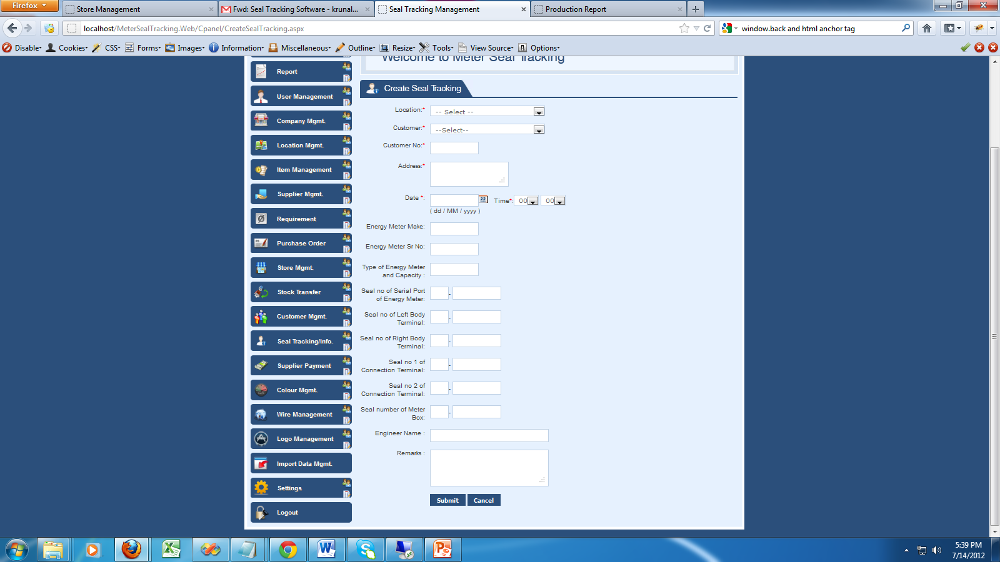 Firefox
Store Management
Fwd: Seal Tracking Software - krunal...
Seal Tracking Management
Production Report
localhost/MeterSealTracking.Web/Cpanel/CreateSealTracking.aspx
window.back and html anchor tag
Disable
Cookies
CSS
Forms
Images
Information
Miscellaneous
Outline
Resize
Tools
View Source
Options
Welcome to Meter Seal Tracking
Report
User Management
Company Mgmt.
Location Mgmt.
Item Management
Supplier Mgmt.
Requirement
Purchase Order
Store Mgmt.
Stock Transfer
Customer Mgmt.
Seal Tracking/Info.
Supplier Payment
Colour Mgmt.
Wire Management
Logo Management
Import Data Mgmt.
Settings
Logout
Create Seal Tracking
Location:* -- Select --
Customer:* --Select--
Customer No:*
Address:*
Date *: 22 Time*: 00 00
( dd / MM / yyyy )
Energy Meter Make:
Energy Meter Sr No:
Type of Energy Meter
and Capacity :
Seal no of Serial Port
of Energy Meter: -
Seal no of Left Body
Terminal: -
Seal no of Right Body
Terminal: -
Seal no 1 of
Connection Terminal: -
Seal no 2 of
Connection Terminal: -
Seal number of Meter
Box: -
Engineer Name :
Remarks :
Submit Cancel
5:39 PM
7/14/2012